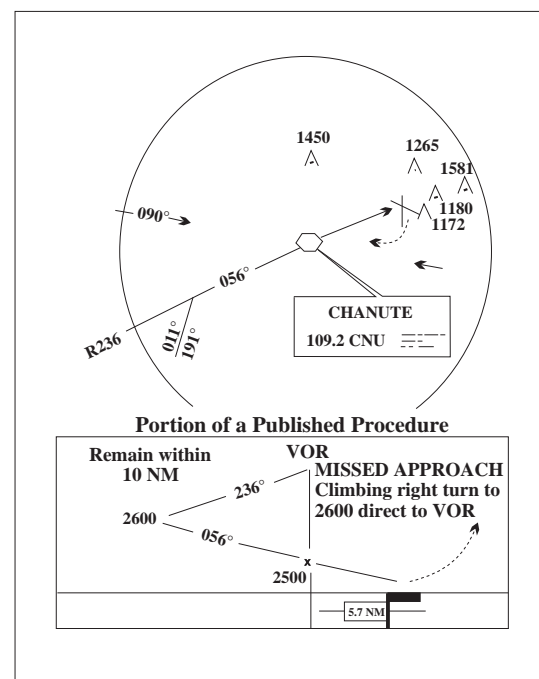 1450
1265
1581
1180
1172
090°
056°
R236
011°
191°
CHANUTE
109.2 CNU
Portion of a Published Procedure
Remain within
10 NM
VOR
MISSED APPROACH
Climbing right turn to
2600 direct to VOR
236°
2600
056°
x
2500
5.7 NM